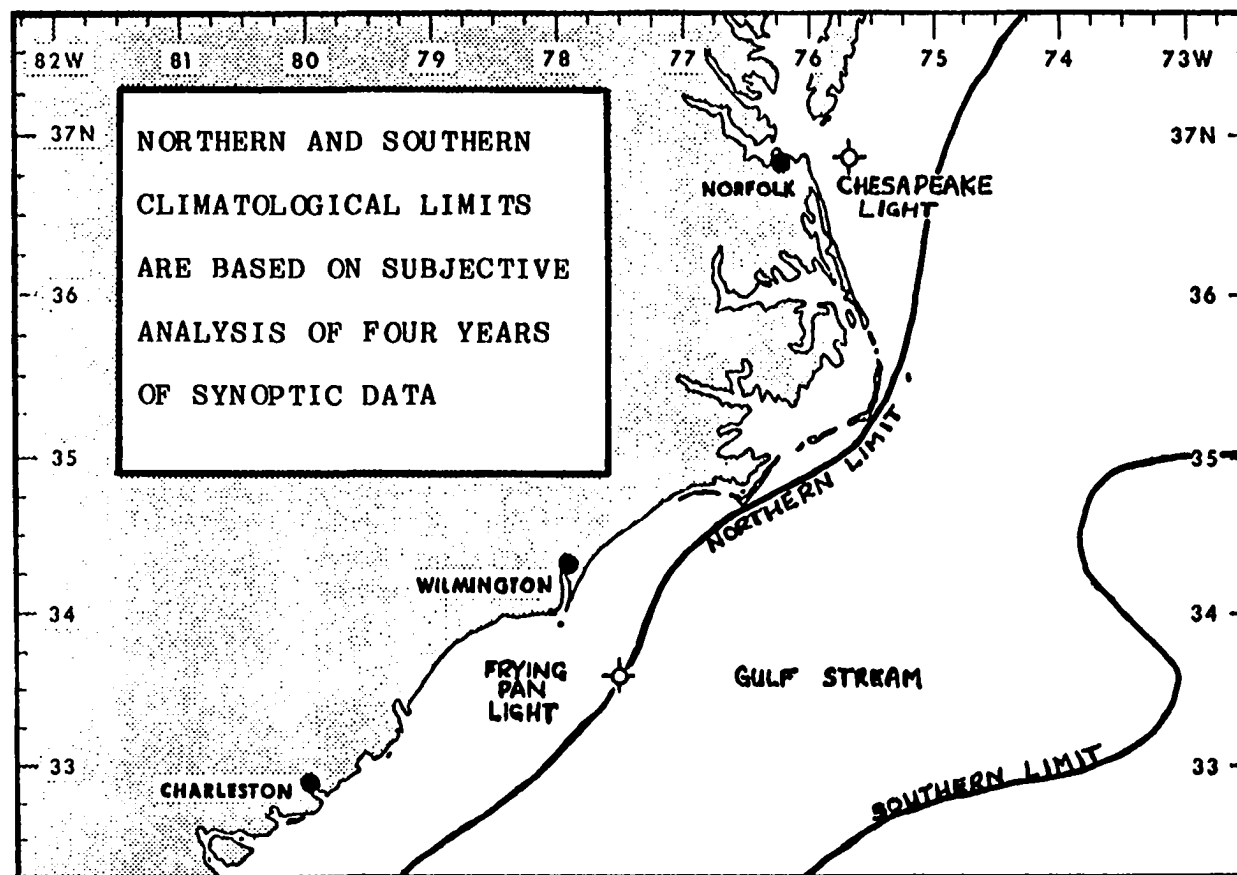 82W 81 80 79 78 77 76 75 74 73W
NORTHERN AND SOUTHERN
CLIMATOLOGICAL LIMITS
ARE BASED ON SUBJECTIVE
ANALYSIS OF FOUR YEARS
OF SYNOPTIC DATA
37N
37N
NORFOLK
CHESAPEAKE
LIGHT
36
36
35
35
NORTHERN LIMIT
WILMINGTON
34
34
FRYING
PAN
LIGHT
GULF STREAM
33
33
CHARLESTON
SOUTHERN LIMIT